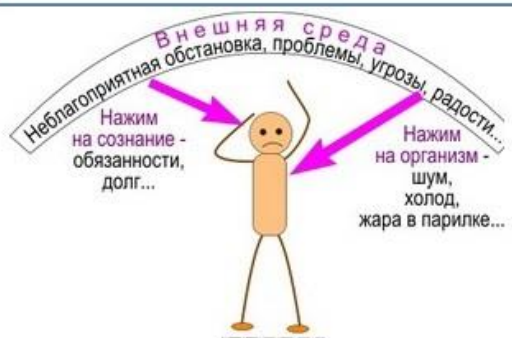 Внешняя среда
Неблагоприятная обстановка, проблемы, угрозы, радости...
Нажим
на сознание -
обязанности,
долг...
Нажим
на организм -
шум,
холод,
жара в парилке...